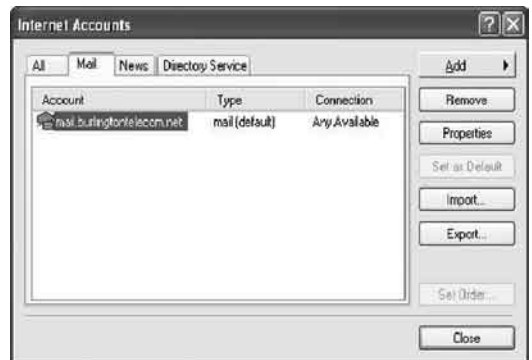 Internet Accounts
All Mail News Directory Service
Add
Account Type Connection
Remove
mail.burlingtontelecom.net mail (default) Any Available
Properties
Set as Default
Import...
Export...
Set Order...
Close